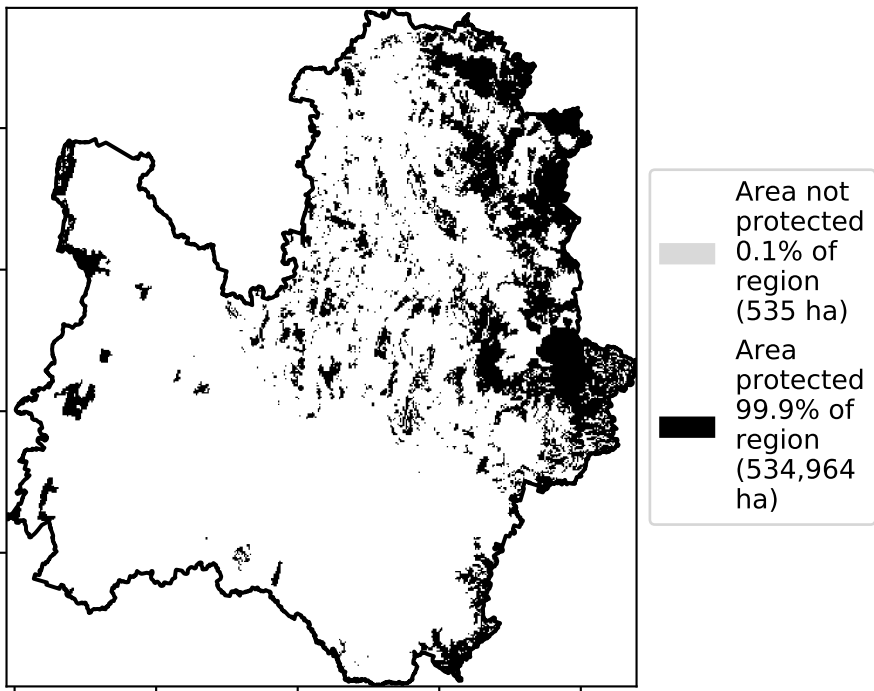 Area not
protected
0.1% of
region
(535 ha)
Area
protected
99.9% of
region
(534,964
ha)